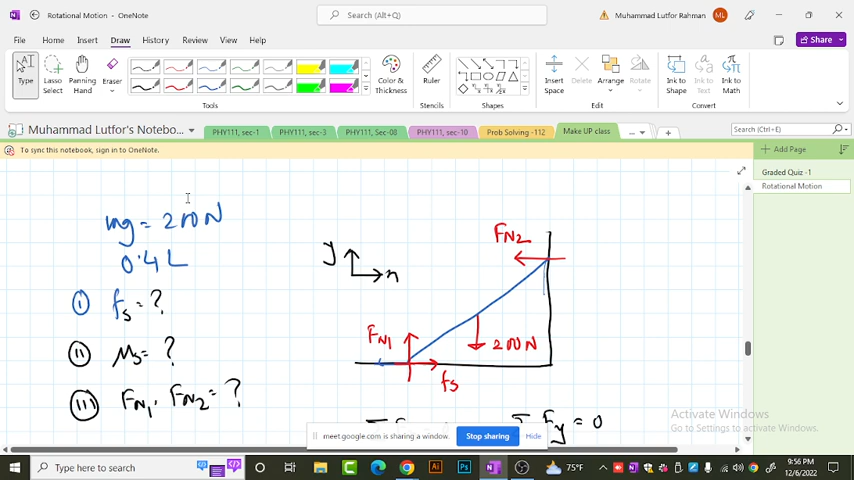 Rotational Motion - OneNote
Search (Alt+Q)
Muhammad Lutfor Rahman
ML
File Home Insert Draw History Review View Help
Share
Type
Lasso Select
Panning Hand
Eraser
Color & thickness
Ruler
Insert Space
Delete
Arrange
Rotate
Ink to Shape
Ink to Text
Ink to Math
Tools
Stencils
Shapes
Edit
Convert
Muhammad Lutfor's Notebo...
PHY111, sec-1
PHY111, sec-3
PHY111, Sec-08
PHY111, sec-10
Prob Solving -112
Make UP class
Search (Ctrl+E)
To sync this notebook, sign in to OneNote.
Add Page
Graded Quiz -1
Rotational Motion
mg = 200N
0.4 L
(i) fs = ?
(ii) μs = ?
(iii) FN1, FN2 = ?
y
x
FN2
FN1
200N
fs
Σ Fy = 0
meet.google.com is sharing a window.
Stop sharing
Hide
Activate Windows
Go to Settings to activate Windows.
Type here to search
75°F
9:56 PM
12/6/2022